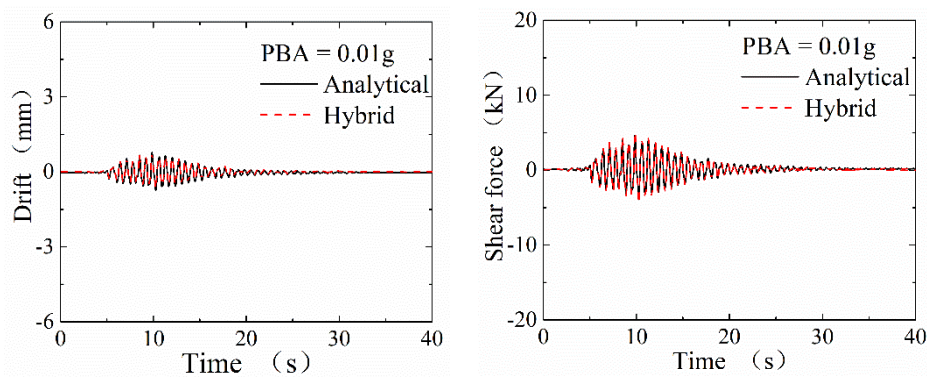 6
3
0
-3
-6
Drift （mm）
PBA = 0.01g
Analytical
Hybrid
0 10 20 30 40
Time （s）
20
10
0
-10
-20
Shear force （kN）
PBA = 0.01g
Analytical
Hybrid
0 10 20 30 40
Time （s）